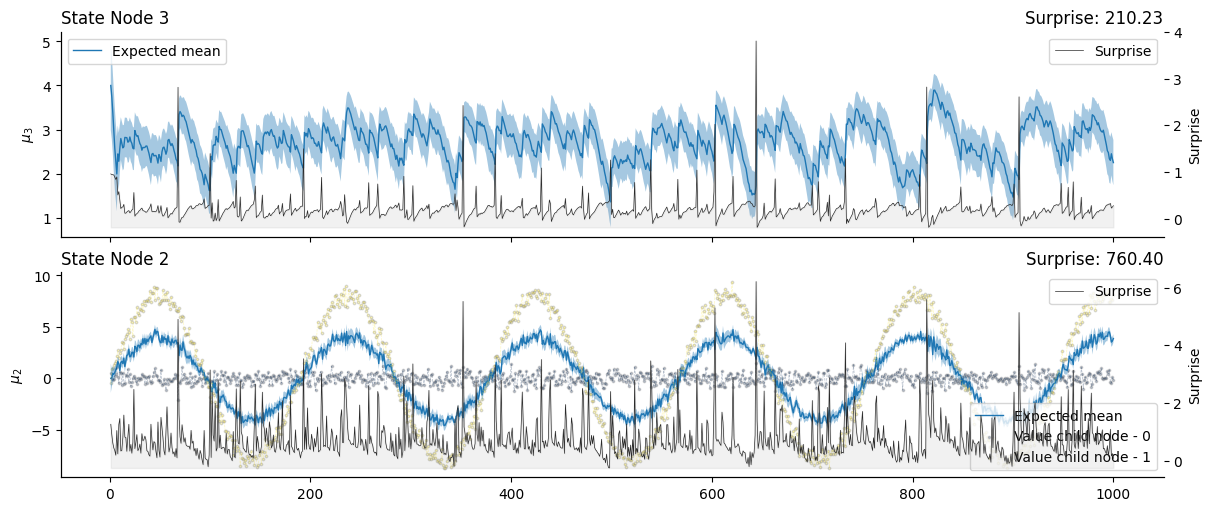 State Node 3
Surprise: 210.23
Expected mean
Surprise
5
4
3
2
1
μ3
4
3
2
1
0
Surprise
State Node 2
Surprise: 760.40
Surprise
10
5
0
−5
μ2
6
4
2
0
Surprise
Expected mean
Value child node - 0
Value child node - 1
0
200
400
600
800
1000